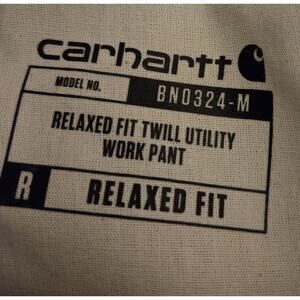 carhartt
MODEL NO. BN0324-M
RELAXED FIT TWILL UTILITY
WORK PANT
R RELAXED FIT